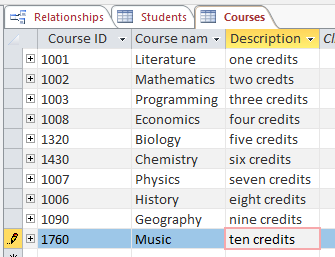 Relationships Students Courses
Course ID Course nam Description Cl
1001 Literature one credits
1002 Mathematics two credts
1003 Programming three credits
1008 Economics four credits
1320 Biology five credits
1430 Chemistry six credits
1007 Physics seven credits
1006 History eight credits
1090 Geography nine credits
1760 Music ten credits